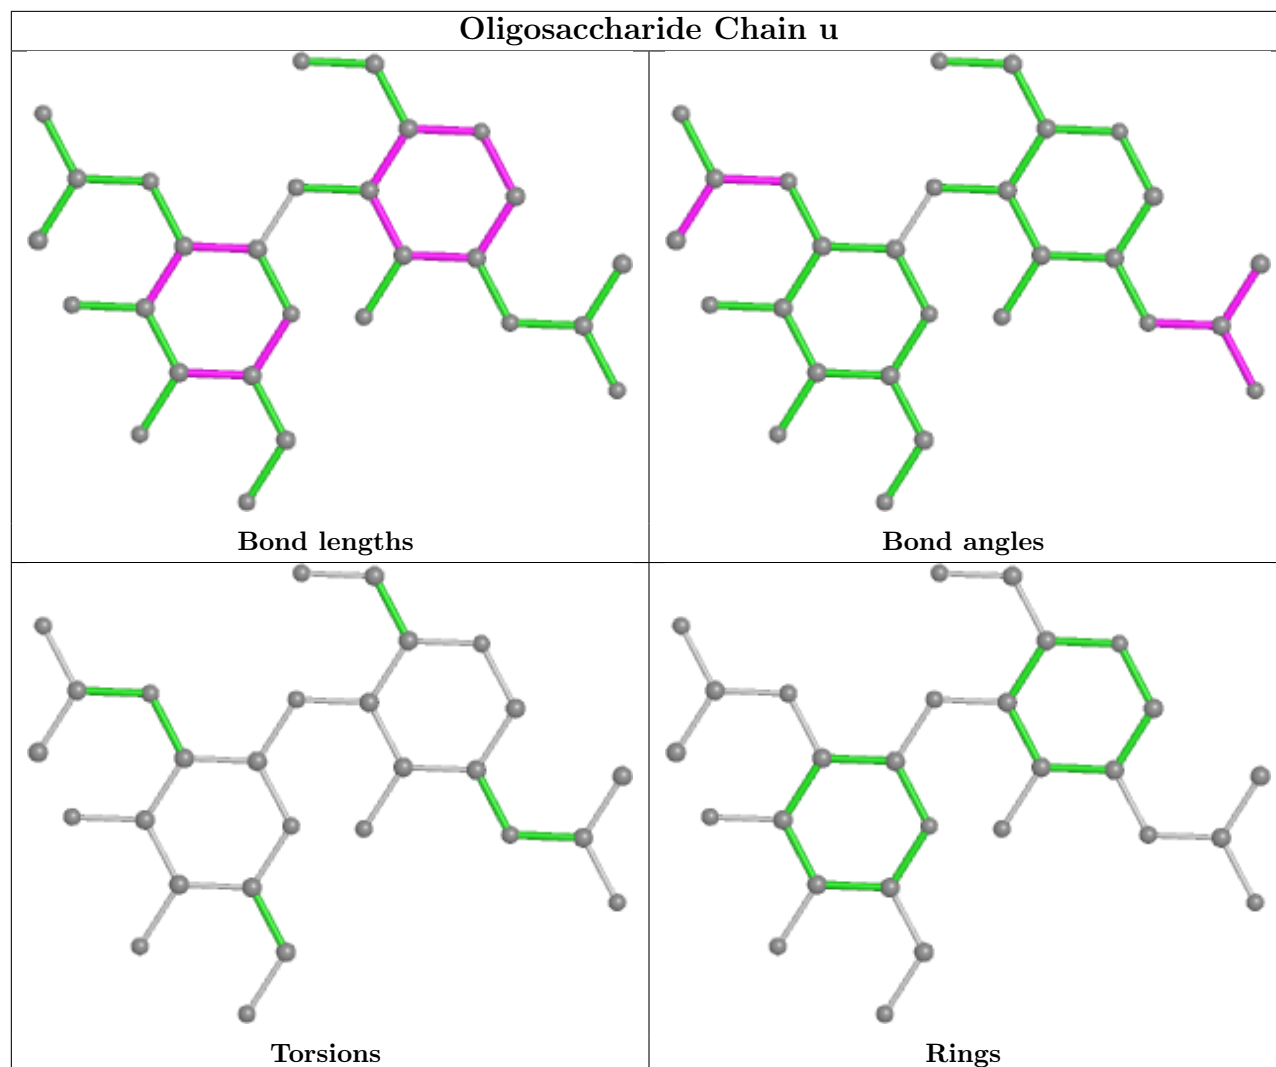 Oligosaccharide Chain u
Bond lengths
Bond angles
Torsions
Rings